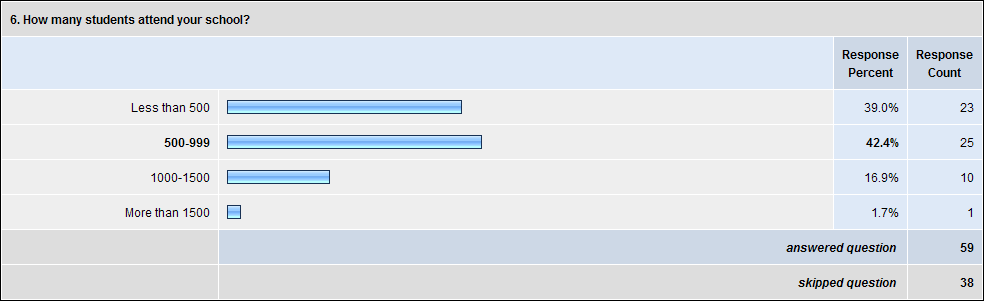 6. How many students attend your school?
Response Percent Response Count
Less than 500 39.0% 23
500-999 42.4% 25
1000-1500 16.9% 10
More than 1500 1.7% 1
answered question 59
skipped question 38